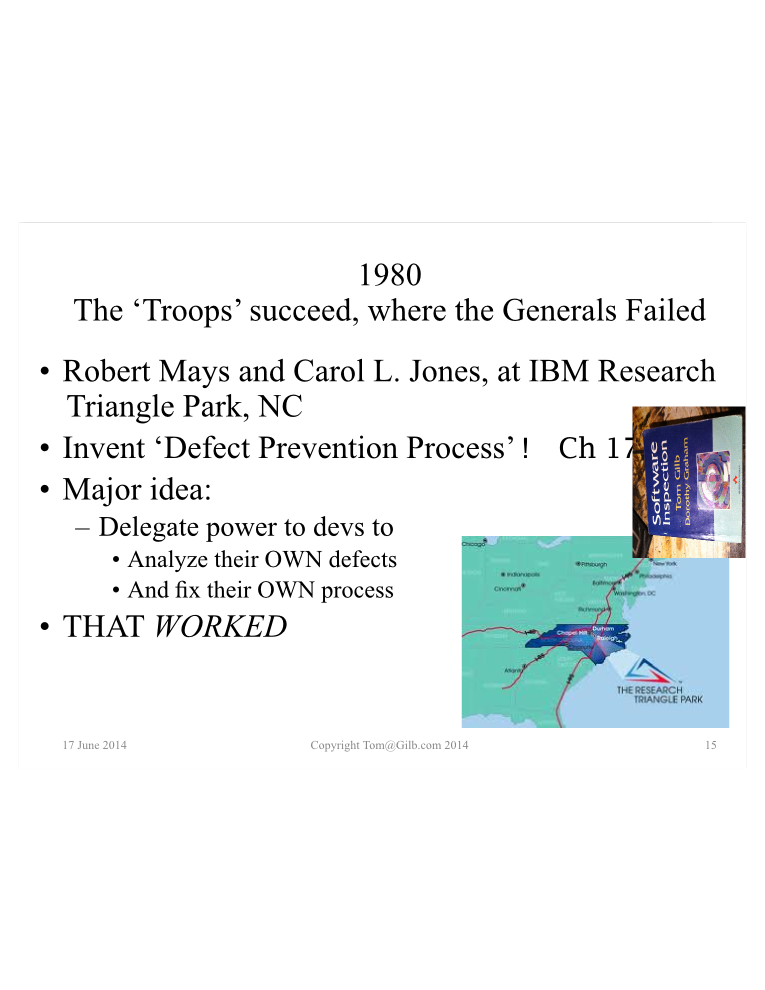 1980
The ‘Troops’ succeed, where the Generals Failed
• Robert Mays and Carol L. Jones, at IBM Research
Triangle Park, NC
• Invent ‘Defect Prevention Process’ ! Ch 17
• Major idea:
– Delegate power to devs to
• Analyze their OWN defects
• And fix their OWN process
• THAT WORKED
Software
Inspection
Tom Gilb
Dorothy Graham
Chicago
Pittsburgh
New York
Indianapolis
Philadelphia
Cincinnati
Baltimore
Washington, DC
Richmond
Durham
Chapel Hill
Raleigh
Atlanta
THE RESEARCH
TRIANGLE PARK
17 June 2014
Copyright Tom@Gilb.com 2014
15